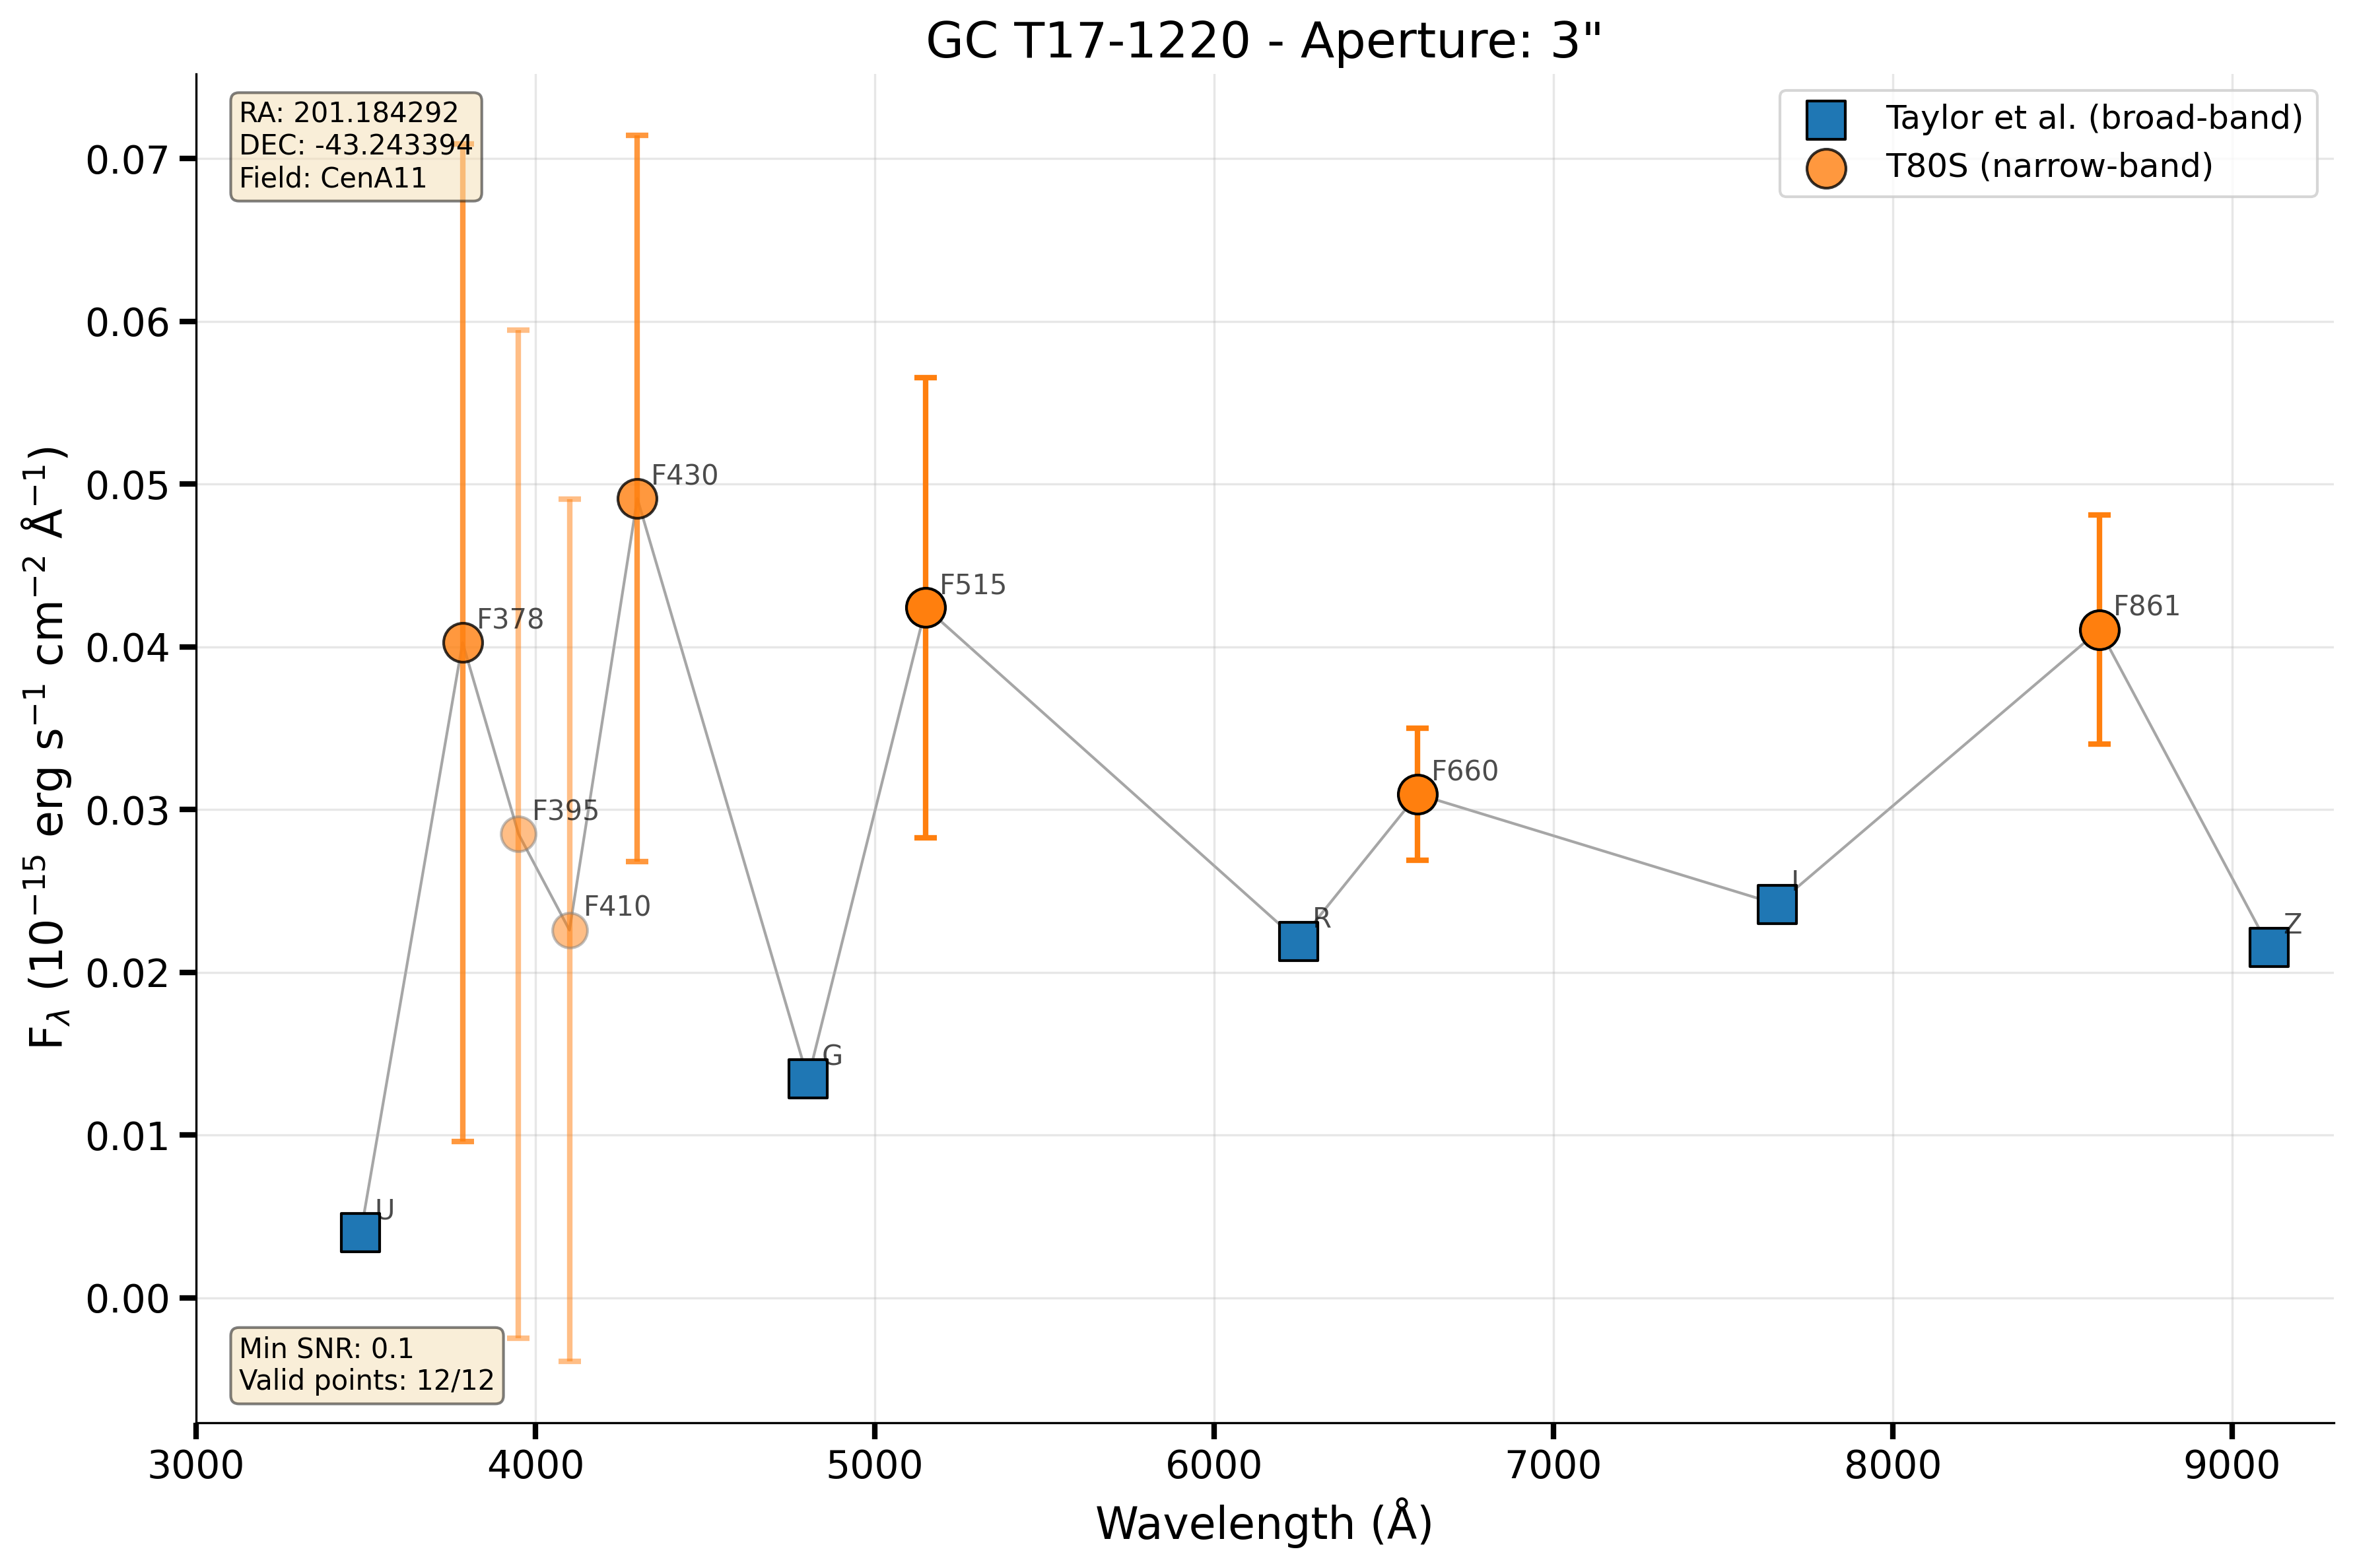 GC T17-1220 - Aperture: 3"
RA: 201.184292
DEC: -43.243394
Field: CenA11
Taylor et al. (broad-band)
T80S (narrow-band)
0.07
0.06
0.05
0.04
0.03
0.02
0.01
0.00
F_λ (10⁻¹⁵ erg s⁻¹ cm⁻² Å⁻¹)
F430
F378
F515
F861
F660
F395
F410
I
R
Z
G
U
Min SNR: 0.1
Valid points: 12/12
3000 4000 5000 6000 7000 8000 9000
Wavelength (Å)